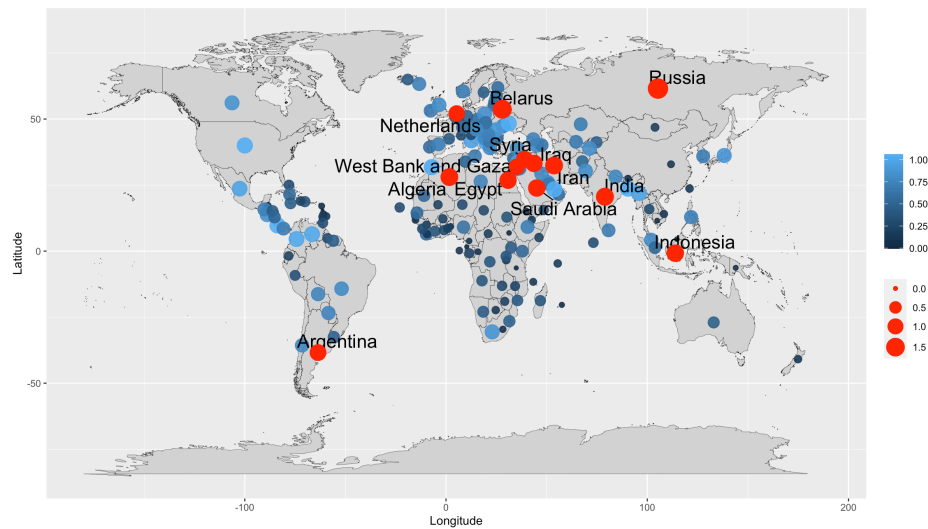 Russia
Belarus
50
Netherlands
Syria
Iraq
West Bank and Gaza
Iran
Algeria
Egypt
India
Saudi Arabia
Indonesia
0
Argentina
-50
Latitude
-100
0
100
200
Longitude
1.00
0.75
0.50
0.25
0.00
0.0
0.5
1.0
1.5